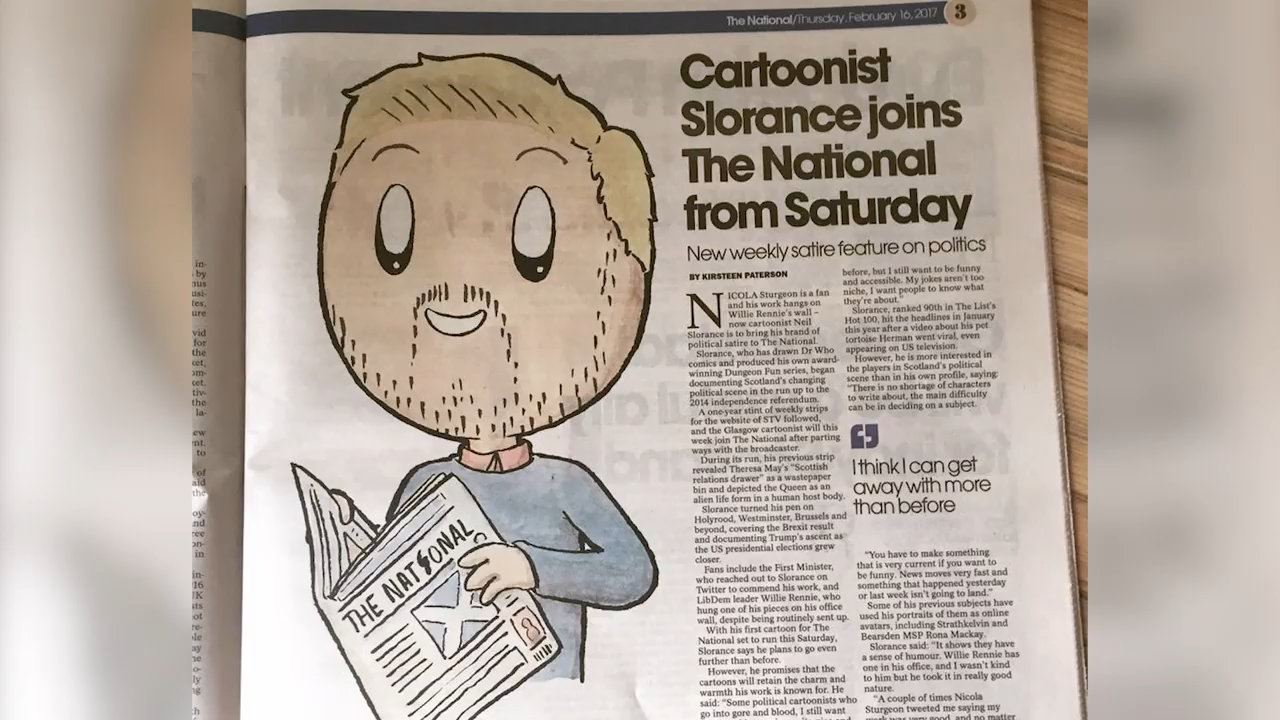 The National/Thursday, February 16, 2017 3
Cartoonist
Slorance joins
The National
from Saturday
New weekly satire feature on politics
BY KIRSTEEN PATERSON
NICOLA Sturgeon is a fan
and his work hangs on
Willie Rennie's wall –
now cartoonist Neil
Slorance is to bring his brand of
political satire to The National.
Slorance, who has drawn Dr Who
comics and produced his own award-
winning Dungeon Fun series, began
documenting Scotland's changing
political scene in the run up to the
2014 independence referendum.
A one-year stint of weekly strips
for the website of STV followed,
and the Glasgow cartoonist will this
week join The National after parting
ways with the broadcaster.
During its run, his previous strip
revealed Theresa May's "Scottish
relations drawer" as a wastepaper
bin and depicted the Queen as an
alien life form in a human host body.
Slorance turned his pen on
Holyrood, Westminster, Brussels and
beyond, covering the Brexit result
and documenting Trump's ascent as
the US presidential elections grew
closer.
Fans include the First Minister,
who reached out to Slorance on
Twitter to commend his work, and
LibDem leader Willie Rennie, who
hung one of his pieces on his office
wall, despite being routinely sent up.
With his first cartoon for The
National set to run this Saturday,
Slorance says he plans to go even
further than before.
However, he promises that the
cartoons will retain the charm and
warmth his work is known for. He
said: "Some political cartoonists who
go into gore and blood, I still want
before, but I still want to be funny
and accessible. My jokes aren't too
niche, I want people to know what
they're about."
Slorance, ranked 90th in The List's
Hot 100, hit the headlines in January
this year after a video about his pet
tortoise Herman went viral, even
appearing on US television.
However, he is more interested in
the players in Scotland's political
scene than in his own profile, saying:
"There is no shortage of characters
to write about, the main difficulty
can be in deciding on a subject.
I think I can get
away with more
than before
"You have to make something
that is very current if you want to
be funny. News moves very fast and
something that happened yesterday
or last week isn't going to land."
Some of his previous subjects have
used his portraits of them as online
avatars, including Strathkelvin and
Bearsden MSP Rona Mackay.
Slorance said: "It shows they have
a sense of humour. Willie Rennie has
one in his office, and I wasn't kind
to him but he took it in really good
nature.
"A couple of times Nicola
Sturgeon tweeted me saying my
work was very good, and no matter
THE NATIONAL